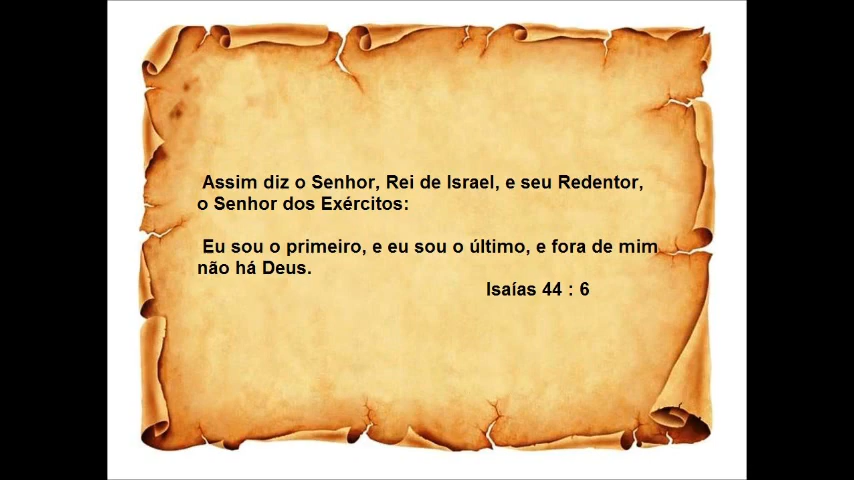 Assim diz o Senhor, Rei de Israel, e seu Redentor,
o Senhor dos Exércitos:
Eu sou o primeiro, e eu sou o último, e fora de mim
não há Deus.
Isaías 44 : 6